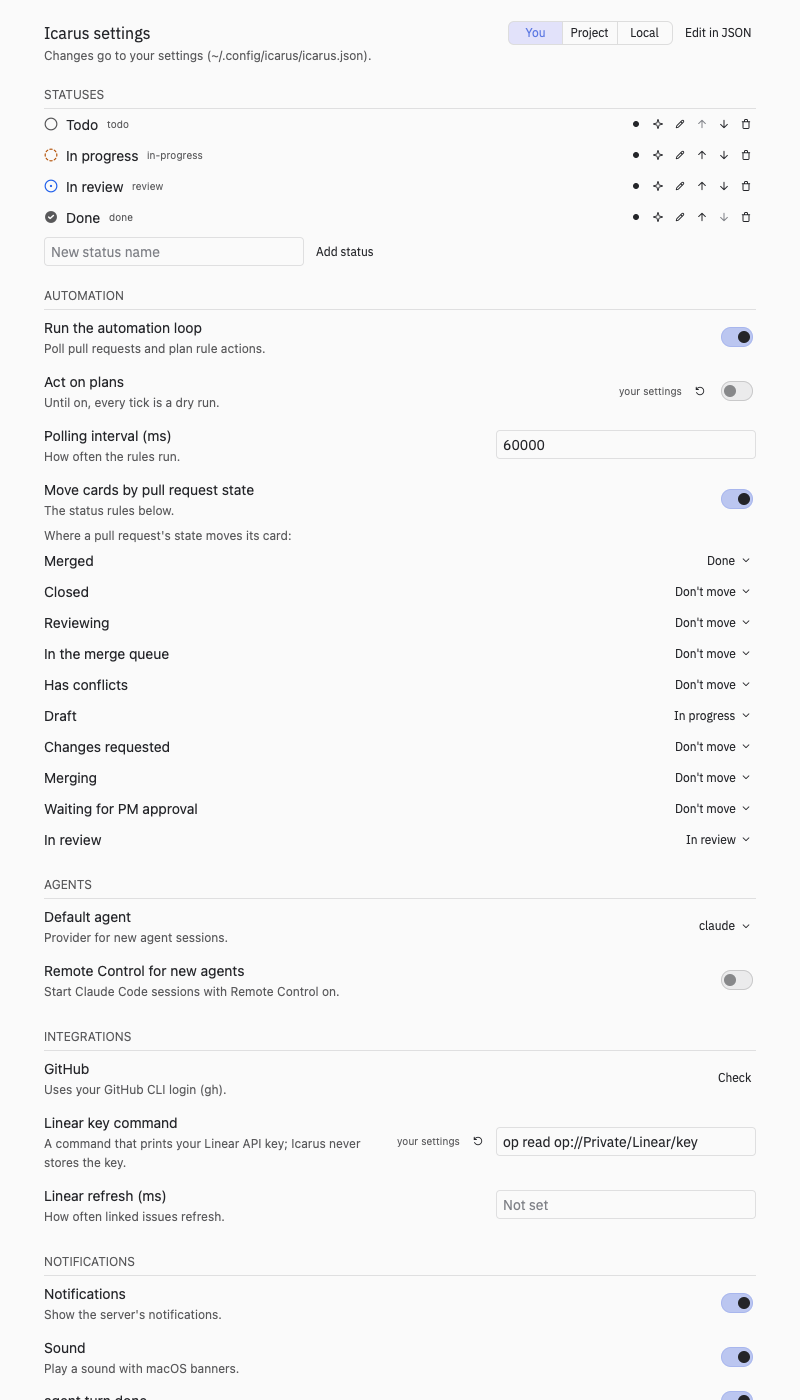 Icarus settings
You
Project
Local
Edit in JSON
Changes go to your settings (~/.config/icarus/icarus.json).
STATUSES
Todo todo
In progress in-progress
In review review
Done done
New status name
Add status
AUTOMATION
Run the automation loop
Poll pull requests and plan rule actions.
Act on plans
Until on, every tick is a dry run.
your settings
Polling interval (ms)
How often the rules run.
60000
Move cards by pull request state
The status rules below.
Where a pull request's state moves its card:
Merged Done
Closed Don't move
Reviewing Don't move
In the merge queue Don't move
Has conflicts Don't move
Draft In progress
Changes requested Don't move
Merging Don't move
Waiting for PM approval Don't move
In review In review
AGENTS
Default agent
Provider for new agent sessions.
claude
Remote Control for new agents
Start Claude Code sessions with Remote Control on.
INTEGRATIONS
GitHub
Uses your GitHub CLI login (gh).
Check
Linear key command
A command that prints your Linear API key; Icarus never
stores the key.
your settings
op read op://Private/Linear/key
Linear refresh (ms)
How often linked issues refresh.
Not set
NOTIFICATIONS
Notifications
Show the server's notifications.
Sound
Play a sound with macOS banners.
agent turn done